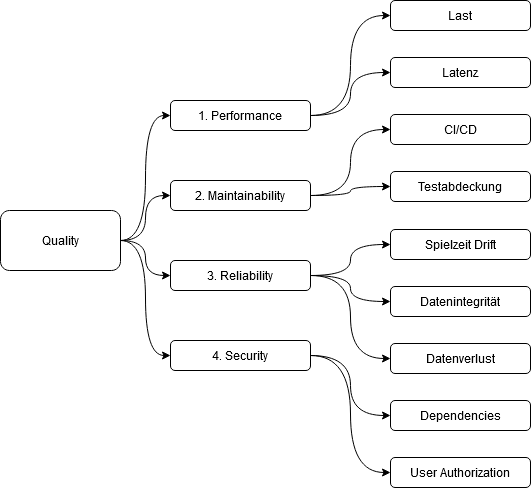 Quality
1. Performance
Last
Latenz
2. Maintainability
CI/CD
Testabdeckung
3. Reliability
Spielzeit Drift
Datenintegrität
Datenverlust
4. Security
Dependencies
User Authorization